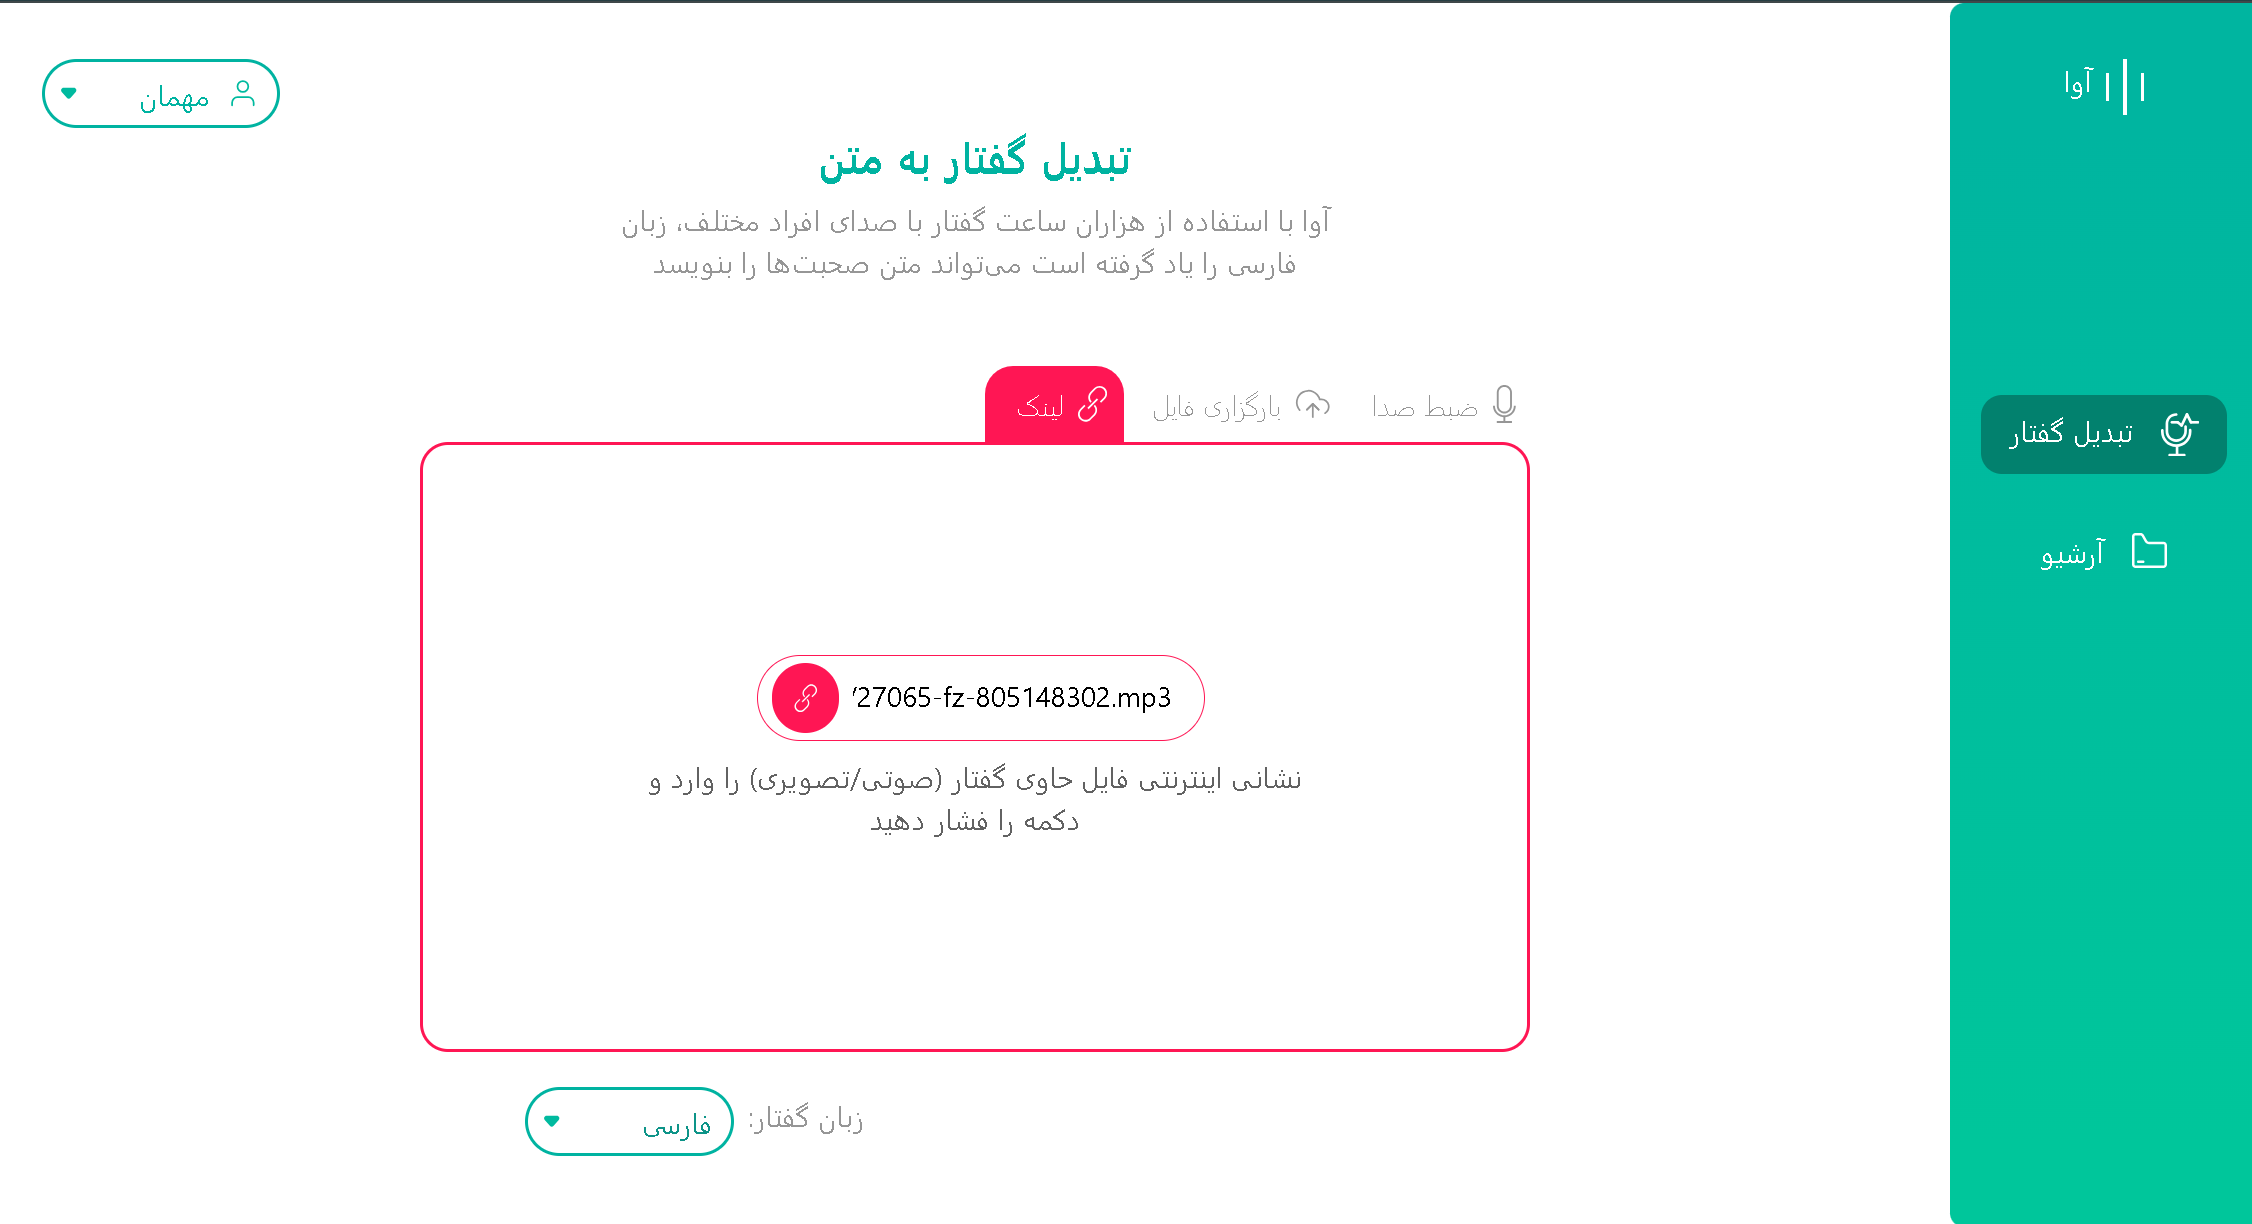 آوا
مهمان
تبدیل گفتار به متن
آوا با استفاده از هزاران ساعت گفتار با صدای افراد مختلف، زبان
فارسی را یاد گرفته است می‌تواند متن صحبت‌ها را بنویسد
ضبط صدا
بارگزاری فایل
لینک
تبدیل گفتار
آرشیو
27065-fz-805148302.mp3
نشانی اینترنتی فایل حاوی گفتار (صوتی/تصویری) را وارد و
دکمه را فشار دهید
زبان گفتار:
فارسی